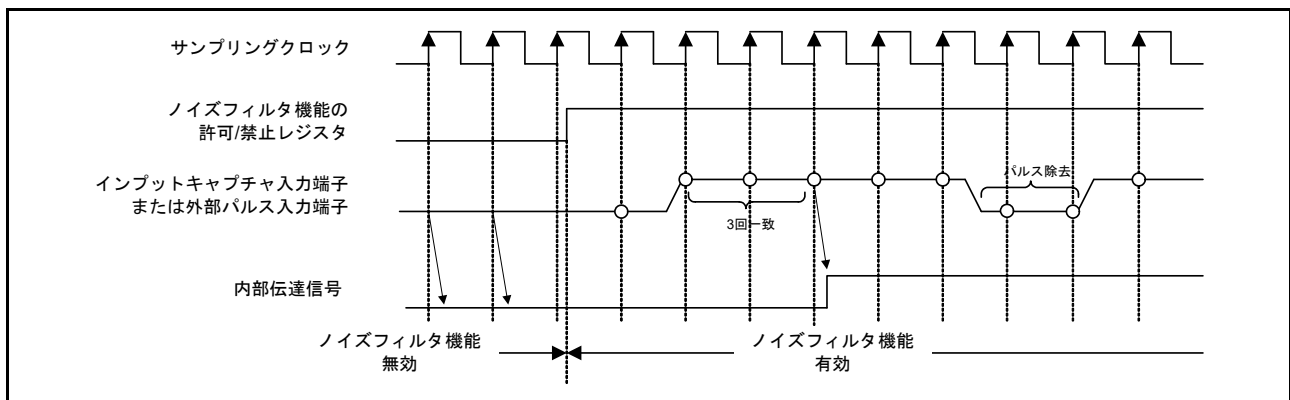 サンプリングクロック
ノイズフィルタ機能の
許可/禁止レジスタ
インプットキャプチャ入力端子
または外部パルス入力端子
パルス除去
3回一致
内部伝達信号
ノイズフィルタ機能
無効
ノイズフィルタ機能
有効